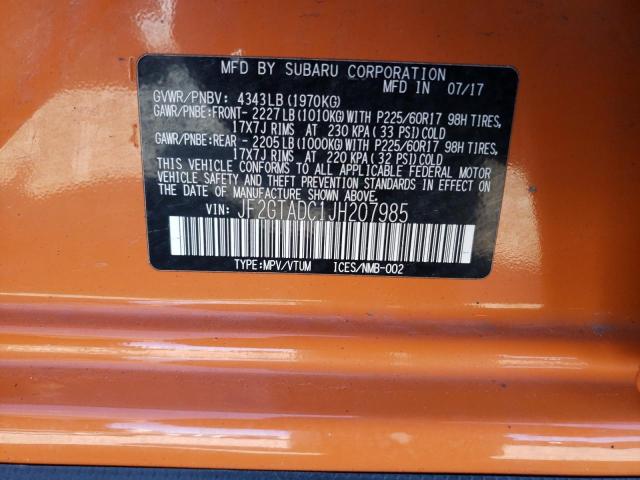 MFD BY SUBARU CORPORATION
MFD IN 07/17
GVWR/PNBV: 4343LB(1970KG)
GAWR/PNBE:FRONT- 2227LB(1010KG)WITH P225/60R17 98H TIRES,
17X7J RIMS AT 230 KPA(33 PSI)COLD
GAWR/PNBE:REAR - 2205LB(1000KG)WITH P225/60R17 98H TIRES,
17X7J RIMS AT 220 KPA(32 PSI)COLD
THIS VEHICLE CONFORMS TO ALL APPLICABLE FEDERAL MOTOR
VEHICLE SAFETY AND BUMPER STANDARDS IN EFFECT ON THE
DATE OF MANUFACTURE SHOWN ABOVE.
VIN: JF2GTADC1JH207985
TYPE:MPV/VTUM ICES/NMB-002